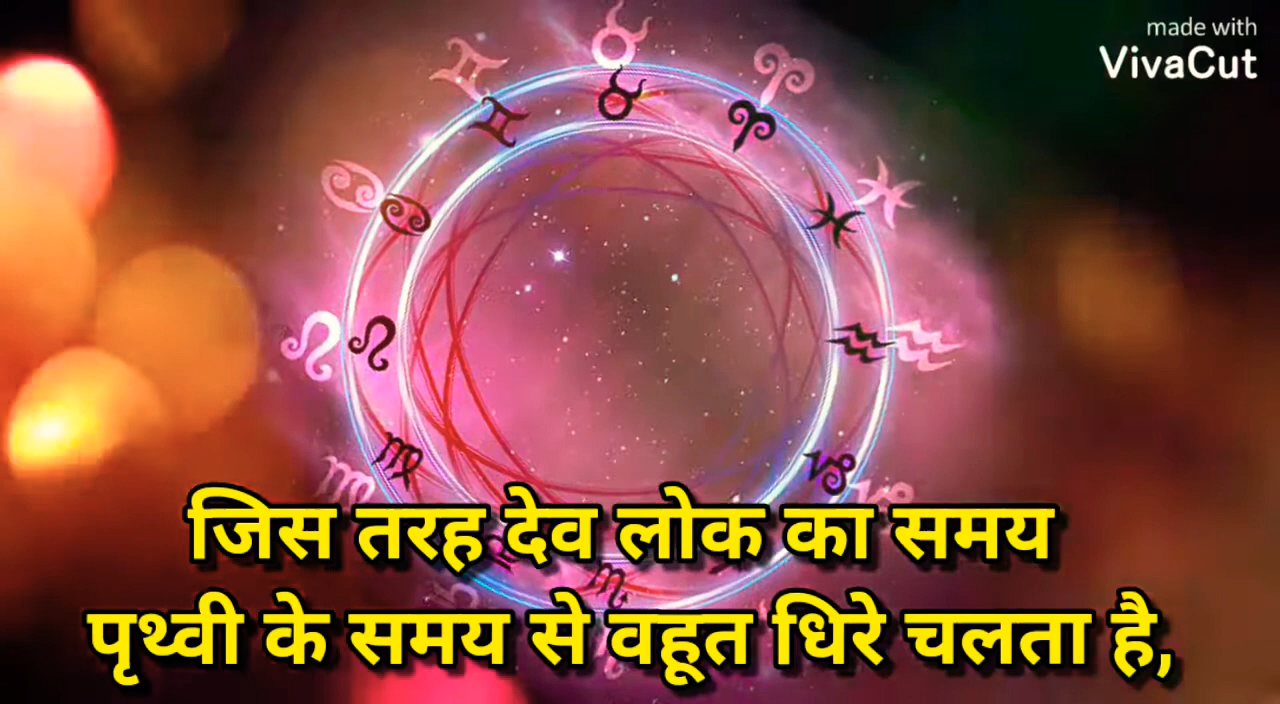 made with
VivaCut
जिस तरह देव लोक का समय
पृथ्वी के समय से वहूत धिरे चलता है,